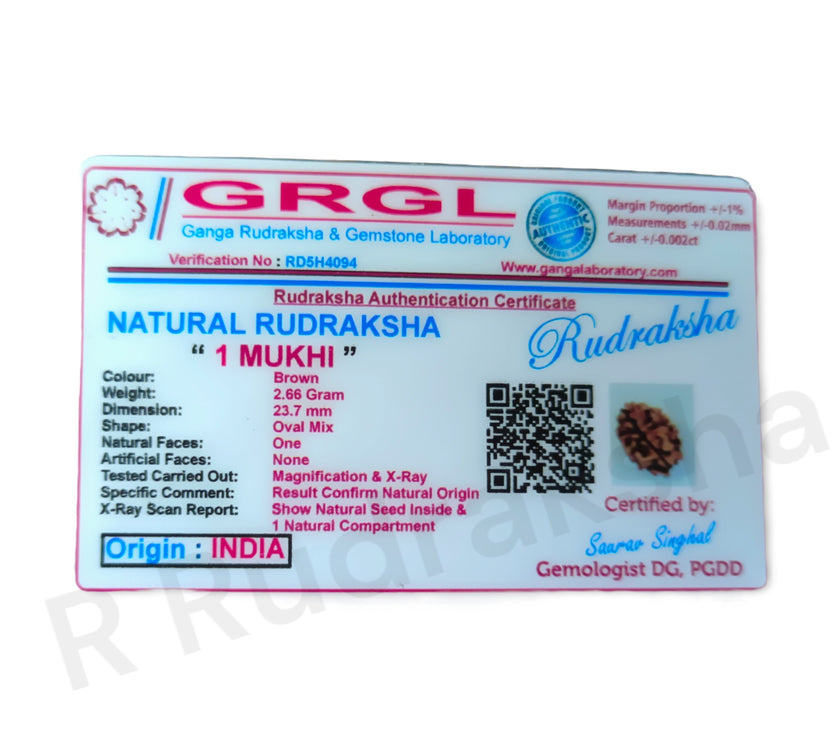 GRGL
Ganga Rudraksha & Gemstone Laboratory
AUTHENTIC
Margin Proportion +/-1%
Measurements +/-0.02mm
Carat +/-0.002ct
Verification No : RD5H4094
Www.gangalaboratory.com
Rudraksha Authentication Certificate
NATURAL RUDRAKSHA
“ 1 MUKHI ”
Rudraksha
Colour: Brown
Weight: 2.66 Gram
Dimension: 23.7 mm
Shape: Oval Mix
Natural Faces: One
Artificial Faces: None
Tested Carried Out: Magnification & X-Ray
Specific Comment: Result Confirm Natural Origin
X-Ray Scan Report: Show Natural Seed Inside &
1 Natural Compartment
Origin : INDIA
Certified by:
Saurav Singhal
Gemologist DG, PGDD
R Rudraksha